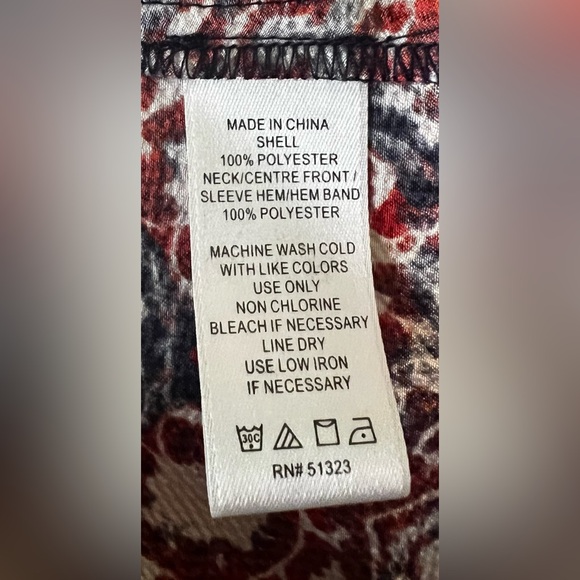 MADE IN CHINA
SHELL
100% POLYESTER
NECK/CENTRE FRONT /
SLEEVE HEM/HEM BAND
100% POLYESTER
MACHINE WASH COLD
WITH LIKE COLORS
USE ONLY
NON CHLORINE
BLEACH IF NECESSARY
LINE DRY
USE LOW IRON
IF NECESSARY
30C
RN# 51323